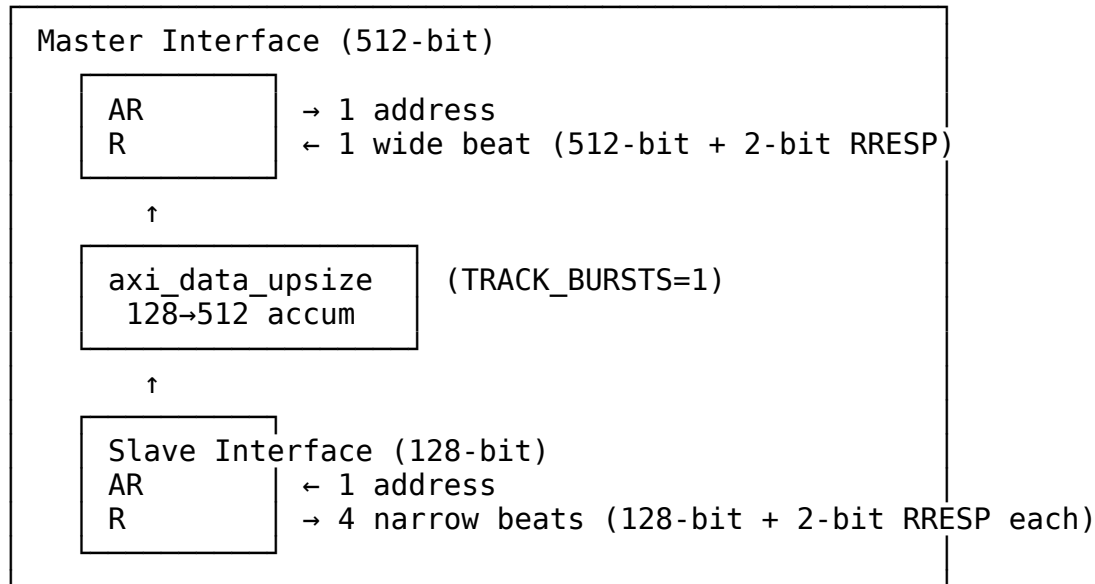 Master Interface (512-bit)
AR → 1 address
R ← 1 wide beat (512-bit + 2-bit RRESP)
↑
axi_data_upsize (TRACK_BURSTS=1)
128→512 accum
↑
Slave Interface (128-bit)
AR ← 1 address
R → 4 narrow beats (128-bit + 2-bit RRESP each)